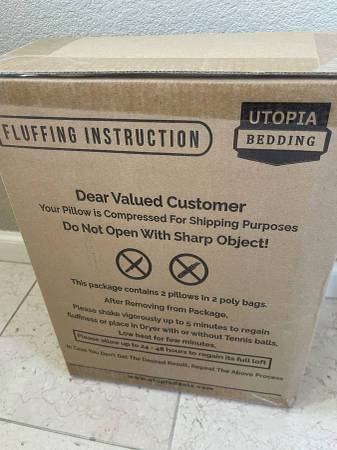 UTOPIA
BEDDING
FLUFFING INSTRUCTION
Dear Valued Customer
Your Pillow is Compressed For Shipping Purposes
Do Not Open With Sharp Object!
This package contains 2 pillows in 2 poly bags.
After Removing from Package,
Please shake vigorously up to 5 minutes to regain
fluffiness or place in Dryer with or without Tennis balls.
Low heat for few minutes.
Please allow up to 24 - 48 hours to regain its full loft
In Case You Don't Get The Desired Result, Repeat The Above Process
www.utopiadeals.com